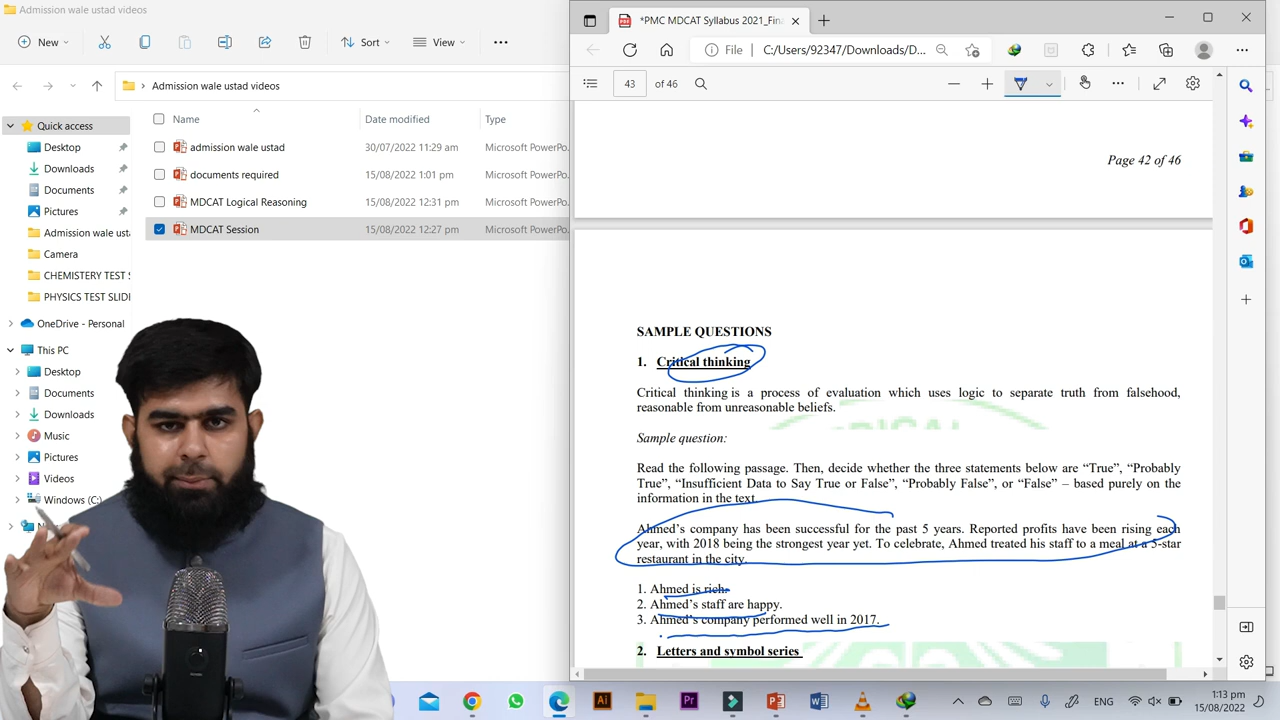 Admission wale ustad videos
New
Sort
View
Admission wale ustad videos
Name
Date modified
Type
Quick access
Desktop
Downloads
Documents
Pictures
Admission wale usta
Camera
CHEMISTERY TEST S
PHYSICS TEST SLIDI
OneDrive - Personal
This PC
Desktop
Documents
Downloads
Music
Pictures
Videos
Windows (C:)
admission wale ustad
30/07/2022 11:29 am
Microsoft PowerPo.
documents required
15/08/2022 1:01 pm
Microsoft PowerPo.
MDCAT Logical Reasoning
15/08/2022 12:31 pm
Microsoft PowerPo.
MDCAT Session
15/08/2022 12:27 pm
Microsoft PowerPo.
*PMC MDCAT Syllabus 2021_Fin
File
C:/Users/92347/Downloads/D...
43 of 46
Page 42 of 46
SAMPLE QUESTIONS
1. Critical thinking
Critical thinking is a process of evaluation which uses logic to separate truth from falsehood,
reasonable from unreasonable beliefs.
Sample question:
Read the following passage. Then, decide whether the three statements below are “True”, “Probably
True”, “Insufficient Data to Say True or False”, “Probably False”, or “False” – based purely on the
information in the text.
Ahmed’s company has been successful for the past 5 years. Reported profits have been rising each
year, with 2018 being the strongest year yet. To celebrate, Ahmed treated his staff to a meal at a 5-star
restaurant in the city.
1. Ahmed is rich.
2. Ahmed’s staff are happy.
3. Ahmed’s company performed well in 2017.
2. Letters and symbol series
ENG
1:13 pm
15/08/2022